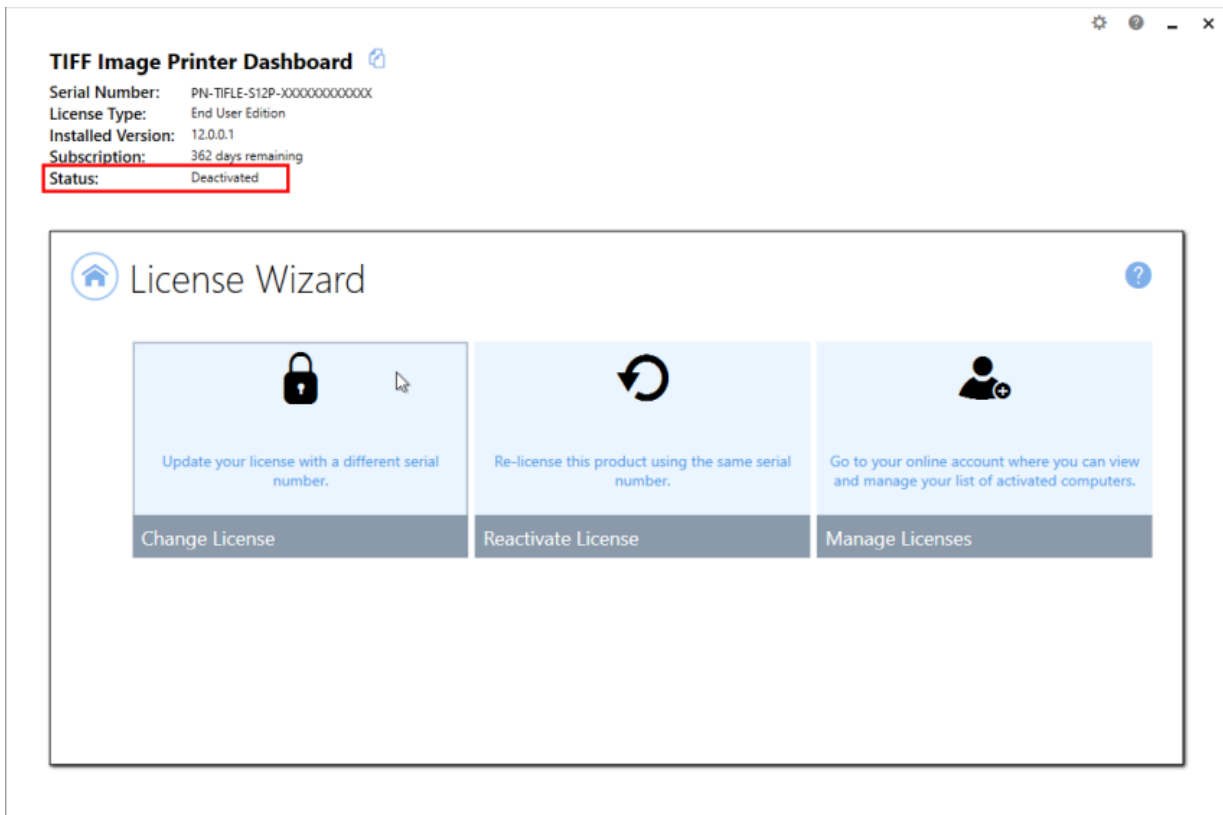 TIFF Image Printer Dashboard
Serial Number: PN-TIFLE-S12P-XXXXXXXXXXXX
License Type: End User Edition
Installed Version: 12.0.0.1
Subscription: 362 days remaining
Status: Deactivated
License Wizard
Update your license with a different serial
number.
Change License
Re-license this product using the same serial
number.
Reactivate License
Go to your online account where you can view
and manage your list of activated computers.
Manage Licenses